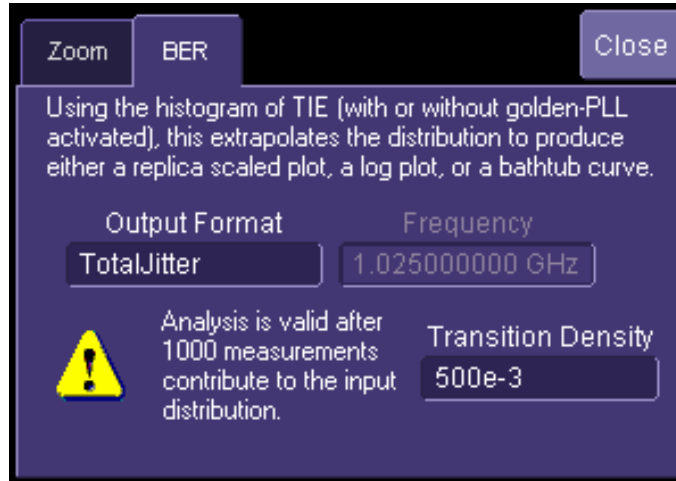 Zoom
BER
Close
Using the histogram of TIE (with or without golden-PLL
activated), this extrapolates the distribution to produce
either a replica scaled plot, a log plot, or a bathtub curve.
Output Format
Frequency
TotalJitter
1.025000000 GHz
Analysis is valid after
1000 measurements
contribute to the input
distribution.
Transition Density
500e-3